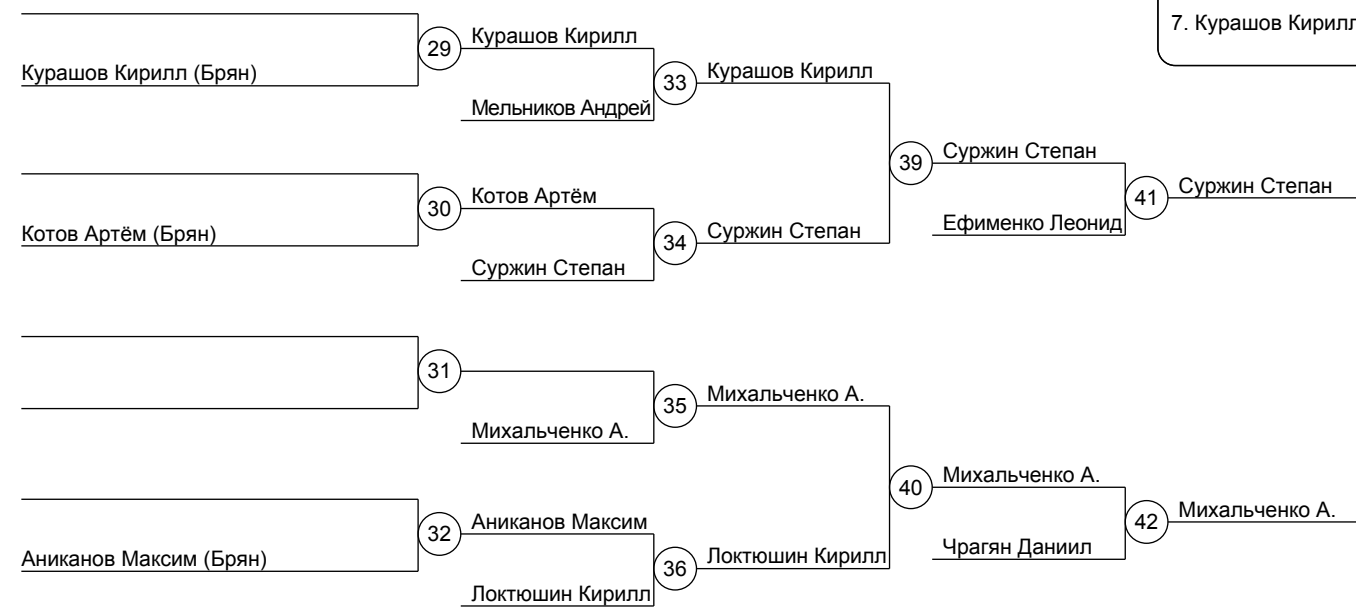 7. Курашов Кирилл
29
Курашов Кирилл
Курашов Кирилл (Брян)
33
Курашов Кирилл
Мельников Андрей
39
Суржин Степан
30
Котов Артём
41
Суржин Степан
Котов Артём (Брян)
34
Суржин Степан
Ефименко Леонид
Суржин Степан
31
35
Михальченко А.
Михальченко А.
40
Михальченко А.
32
Аниканов Максим
42
Михальченко А.
Аниканов Максим (Брян)
36
Локтюшин Кирилл
Чрагян Даниил
Локтюшин Кирилл